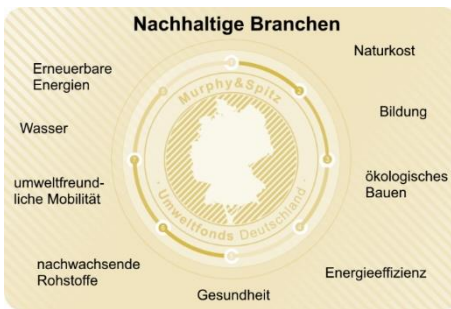 Nachhaltige Branchen
Naturkost
Erneuerbare
Energien
Murphy&Spitz
Bildung
Wasser
umweltfreund-
liche Mobilität
ökologisches
Bauen
- Umweltfonds Deutschland -
nachwachsende
Rohstoffe
Energieeffizienz
Gesundheit